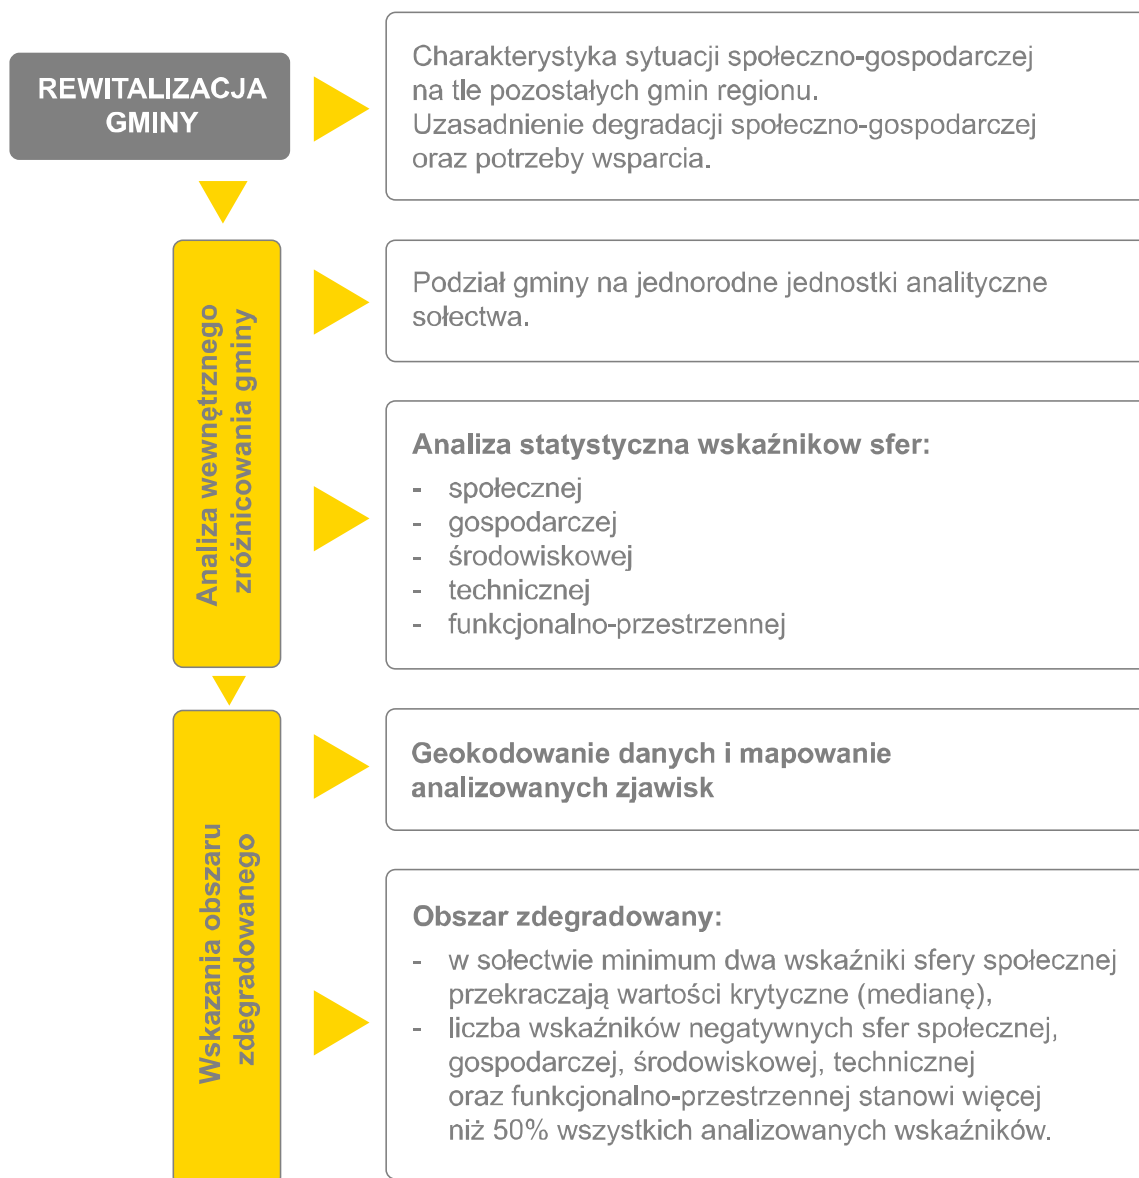 REWITALIZACJA
GMINY
Charakterystyka sytuacji społeczno-gospodarczej
na tle pozostałych gmin regionu.
Uzasadnienie degradacji społeczno-gospodarczej
oraz potrzeby wsparcia.
Analiza wewnętrznego
zróżnicowania gminy
Podział gminy na jednorodne jednostki analityczne
sołectwa.
Analiza statystyczna wskaźnikow sfer:
- społecznej
- gospodarczej
- środowiskowej
- technicznej
- funkcjonalno-przestrzennej
Wskazania obszaru
zdegradowanego
Geokodowanie danych i mapowanie
analizowanych zjawisk
Obszar zdegradowany:
- w sołectwie minimum dwa wskaźniki sfery społecznej
przekraczają wartości krytyczne (medianę),
- liczba wskaźników negatywnych sfer społecznej,
gospodarczej, środowiskowej, technicznej
oraz funkcjonalno-przestrzennej stanowi więcej
niż 50% wszystkich analizowanych wskaźników.